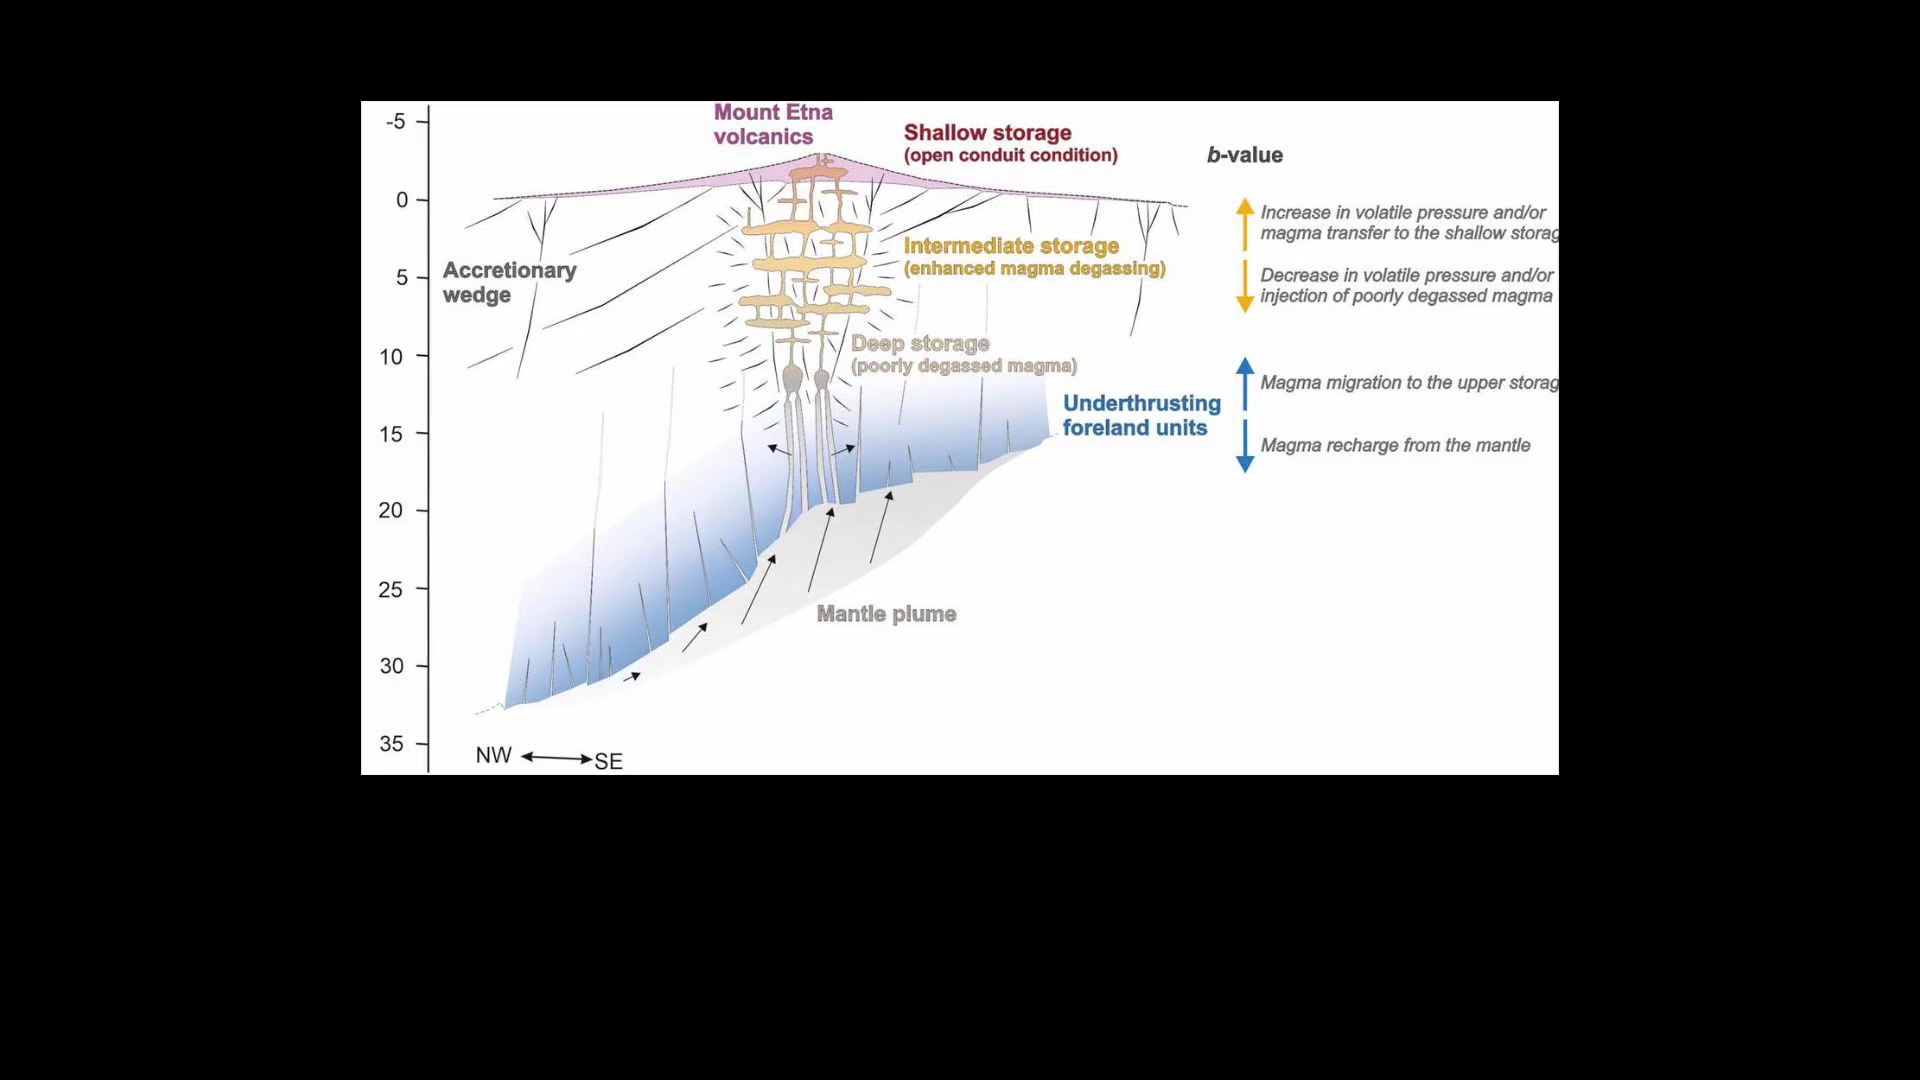 Mount Etna
volcanics
Shallow storage
(open conduit condition)
b-value
-5
0
5
10
15
20
25
30
35
Increase in volatile pressure and/or
magma transfer to the shallow storag
Intermediate storage
(enhanced magma degassing)
Decrease in volatile pressure and/or
injection of poorly degassed magma
Accretionary
wedge
Deep storage
(poorly degassed magma)
Magma migration to the upper storag
Underthrusting
foreland units
Magma recharge from the mantle
Mantle plume
NW
SE